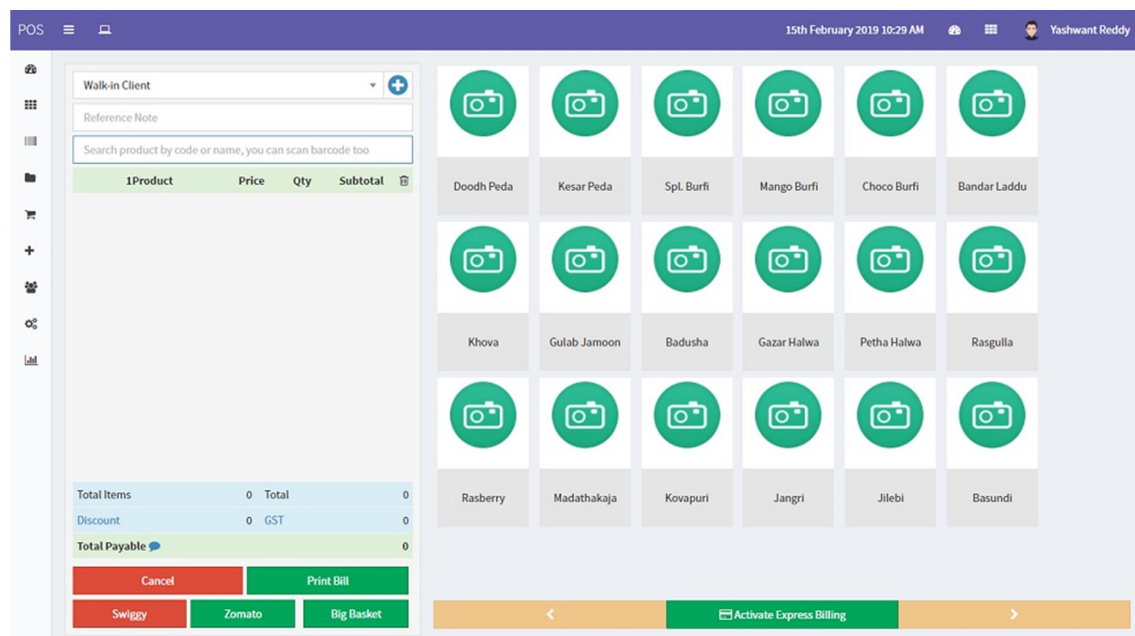 POS
15th February 2019 10:29 AM
Yashwant Reddy
Walk-in Client
Reference Note
Search product by code or name, you can scan barcode too
1Product Price Qty Subtotal
Doodh Peda Kesar Peda Spl. Burfi Mango Burfi Choco Burfi Bandar Laddu
Khova Gulab Jamoon Badusha Gazar Halwa Petha Halwa Rasgulla
Rasberry Madathakaja Kovapuri Jangri Jilebi Basundi
Total Items 0 Total 0
Discount 0 GST 0
Total Payable 0
Cancel Print Bill
Swiggy Zomato Big Basket
Activate Express Billing